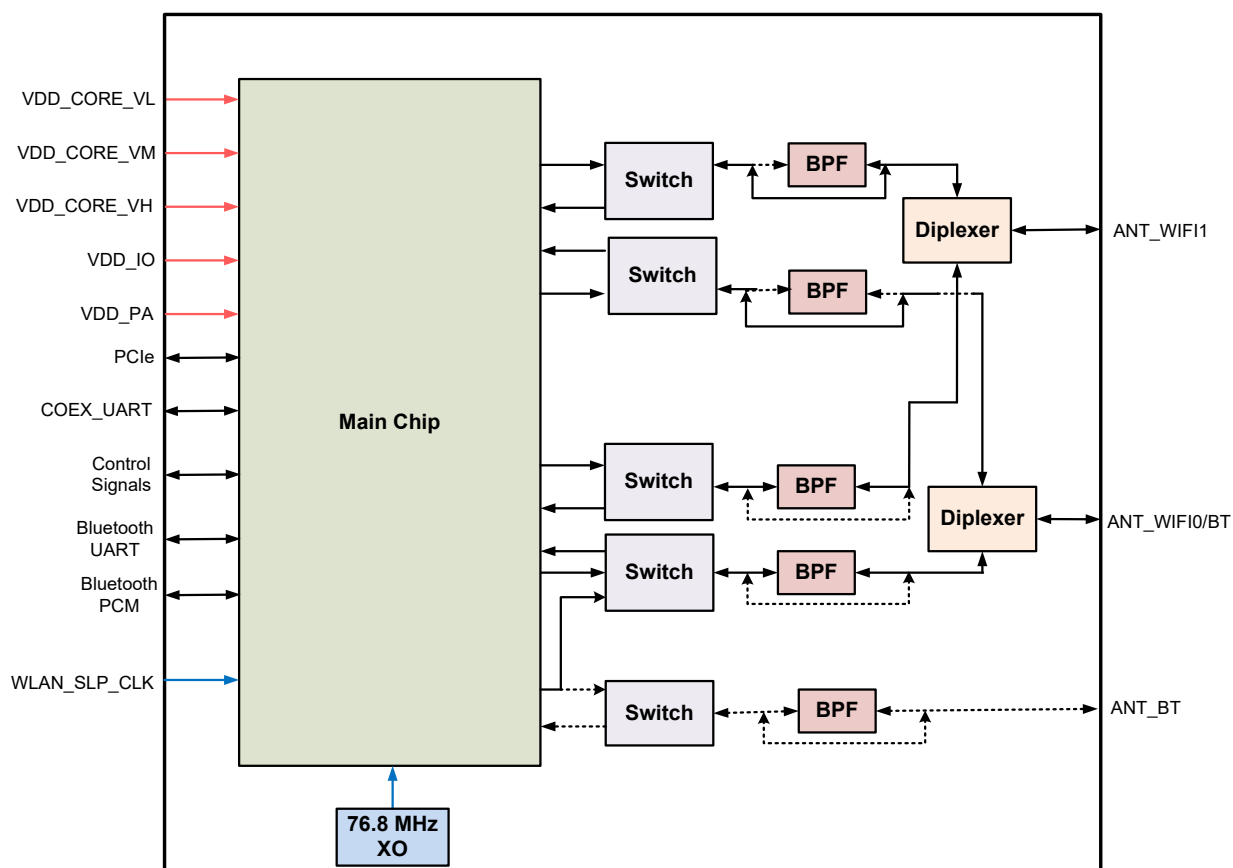 VDD_CORE_VL
VDD_CORE_VM
VDD_CORE_VH
VDD_IO
VDD_PA
PCIe
COEX_UART
Control
Signals
Bluetooth
UART
Bluetooth
PCM
WLAN_SLP_CLK
Main Chip
76.8 MHz
XO
Switch
BPF
Diplexer
ANT_WIFI1
Switch
BPF
Switch
BPF
Diplexer
ANT_WIFI0/BT
Switch
BPF
Switch
BPF
ANT_BT